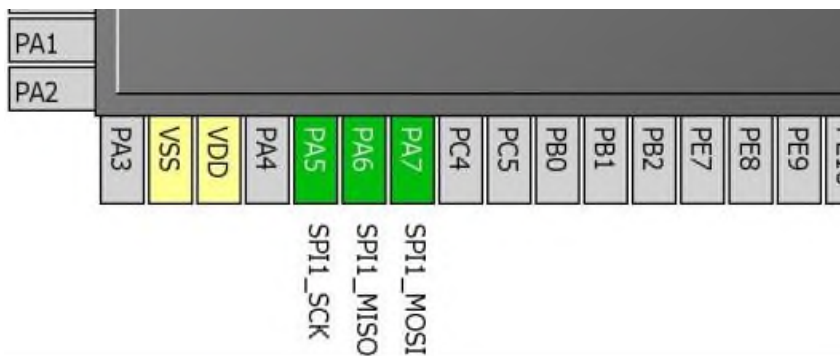 PA1
PA2
PA3
VSS
VDD
PA4
PA5
PA6
PA7
PC4
PC5
PB0
PB1
PB2
PE7
PE8
PE9
SPI1_SCK
SPI1_MISO
SPI1_MOSI